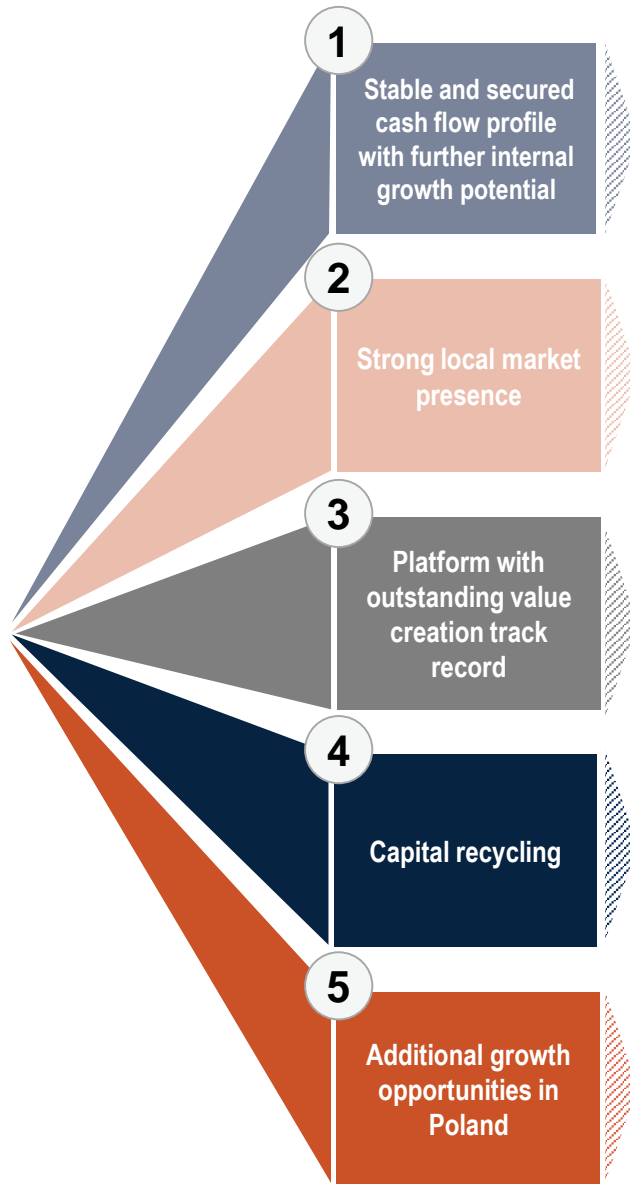 1
Stable and secured
cash flow profile
with further internal
growth potential
2
Strong local market
presence
3
Platform with
outstanding value
creation track
record
4
Capital recycling
5
Additional growth
opportunities in
Poland